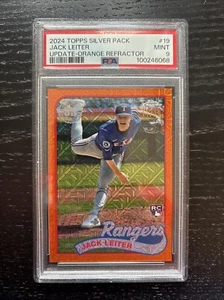 2024 TOPPS SILVER PACK #19
JACK LEITER MINT
UPDATE-ORANGE REFRACTOR 9
PSA 100246068
RC
Rangers
JACK LEITER